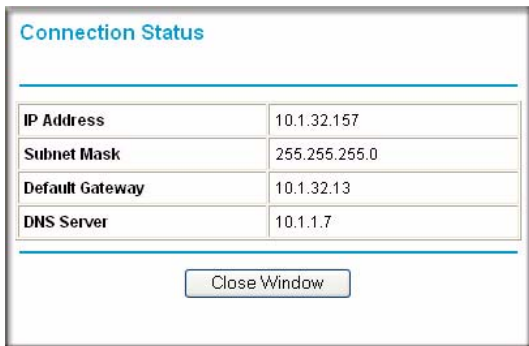 Connection Status
IP Address 10.1.32.157
Subnet Mask 255.255.255.0
Default Gateway 10.1.32.13
DNS Server 10.1.1.7
Close Window